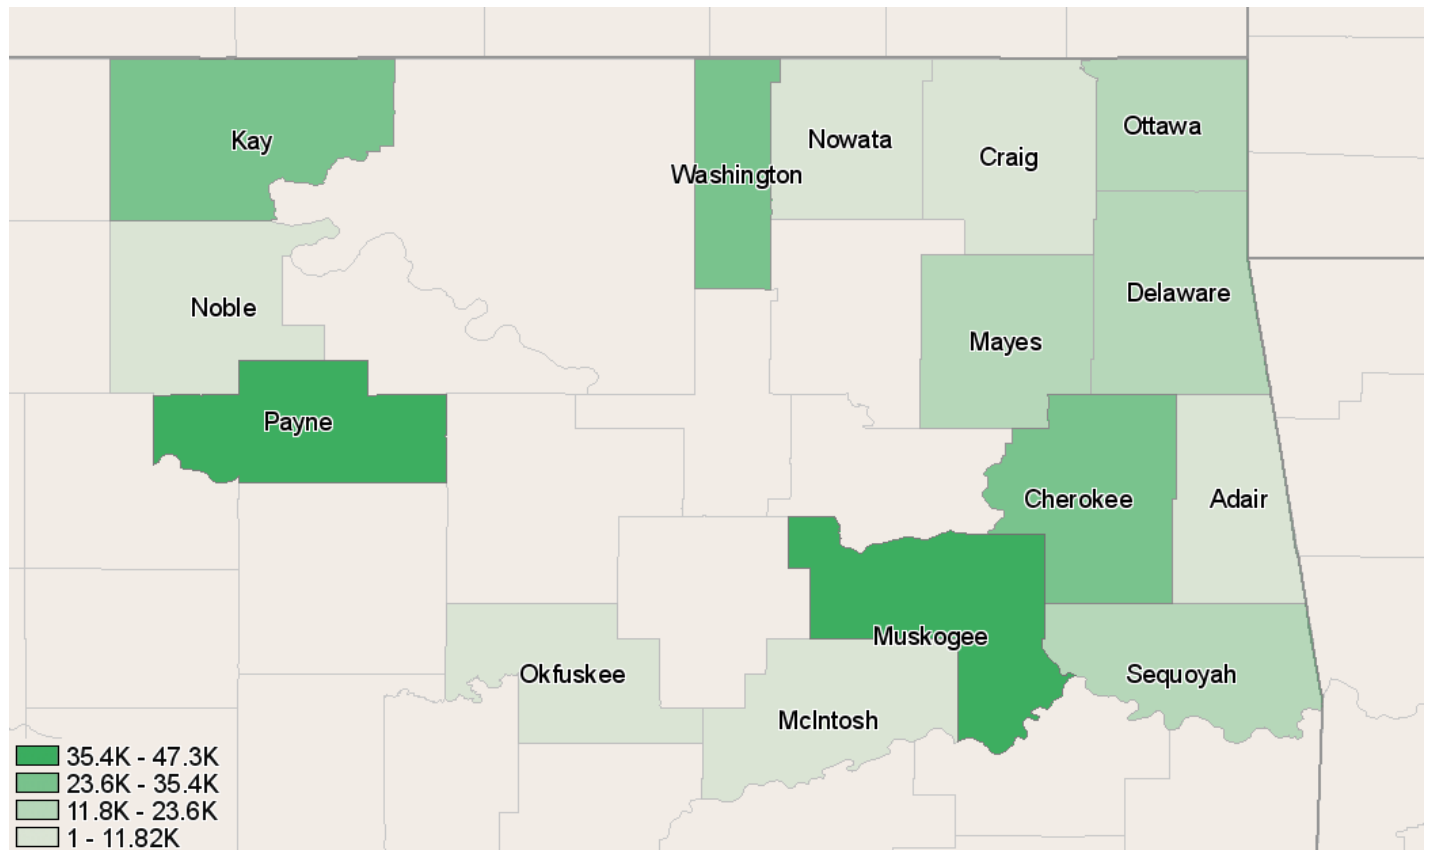 Kay
Nowata
Ottawa
Craig
Washington
Noble
Delaware
Mayes
Payne
Cherokee
Adair
Muskogee
Okfuskee
Sequoyah
McIntosh
35.4K - 47.3K
23.6K - 35.4K
11.8K - 23.6K
1 - 11.82K